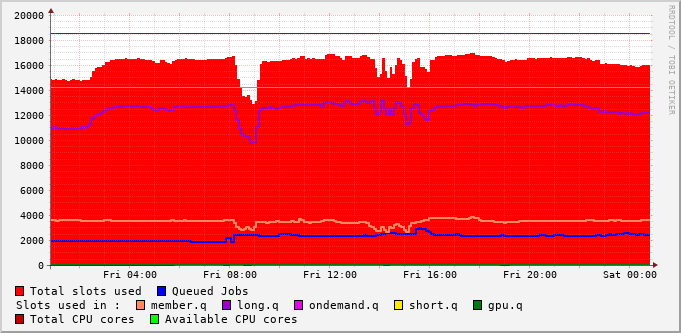 20000
18000
16000
14000
12000
10000
8000
6000
4000
2000
0
Fri 04:00 Fri 08:00 Fri 12:00 Fri 16:00 Fri 20:00 Sat 00:00
RRDTOOL / TOBI OETIKER
Total slots used Queued Jobs
Slots used in : member.q long.q ondemand.q short.q gpu.q
Total CPU cores Available CPU cores